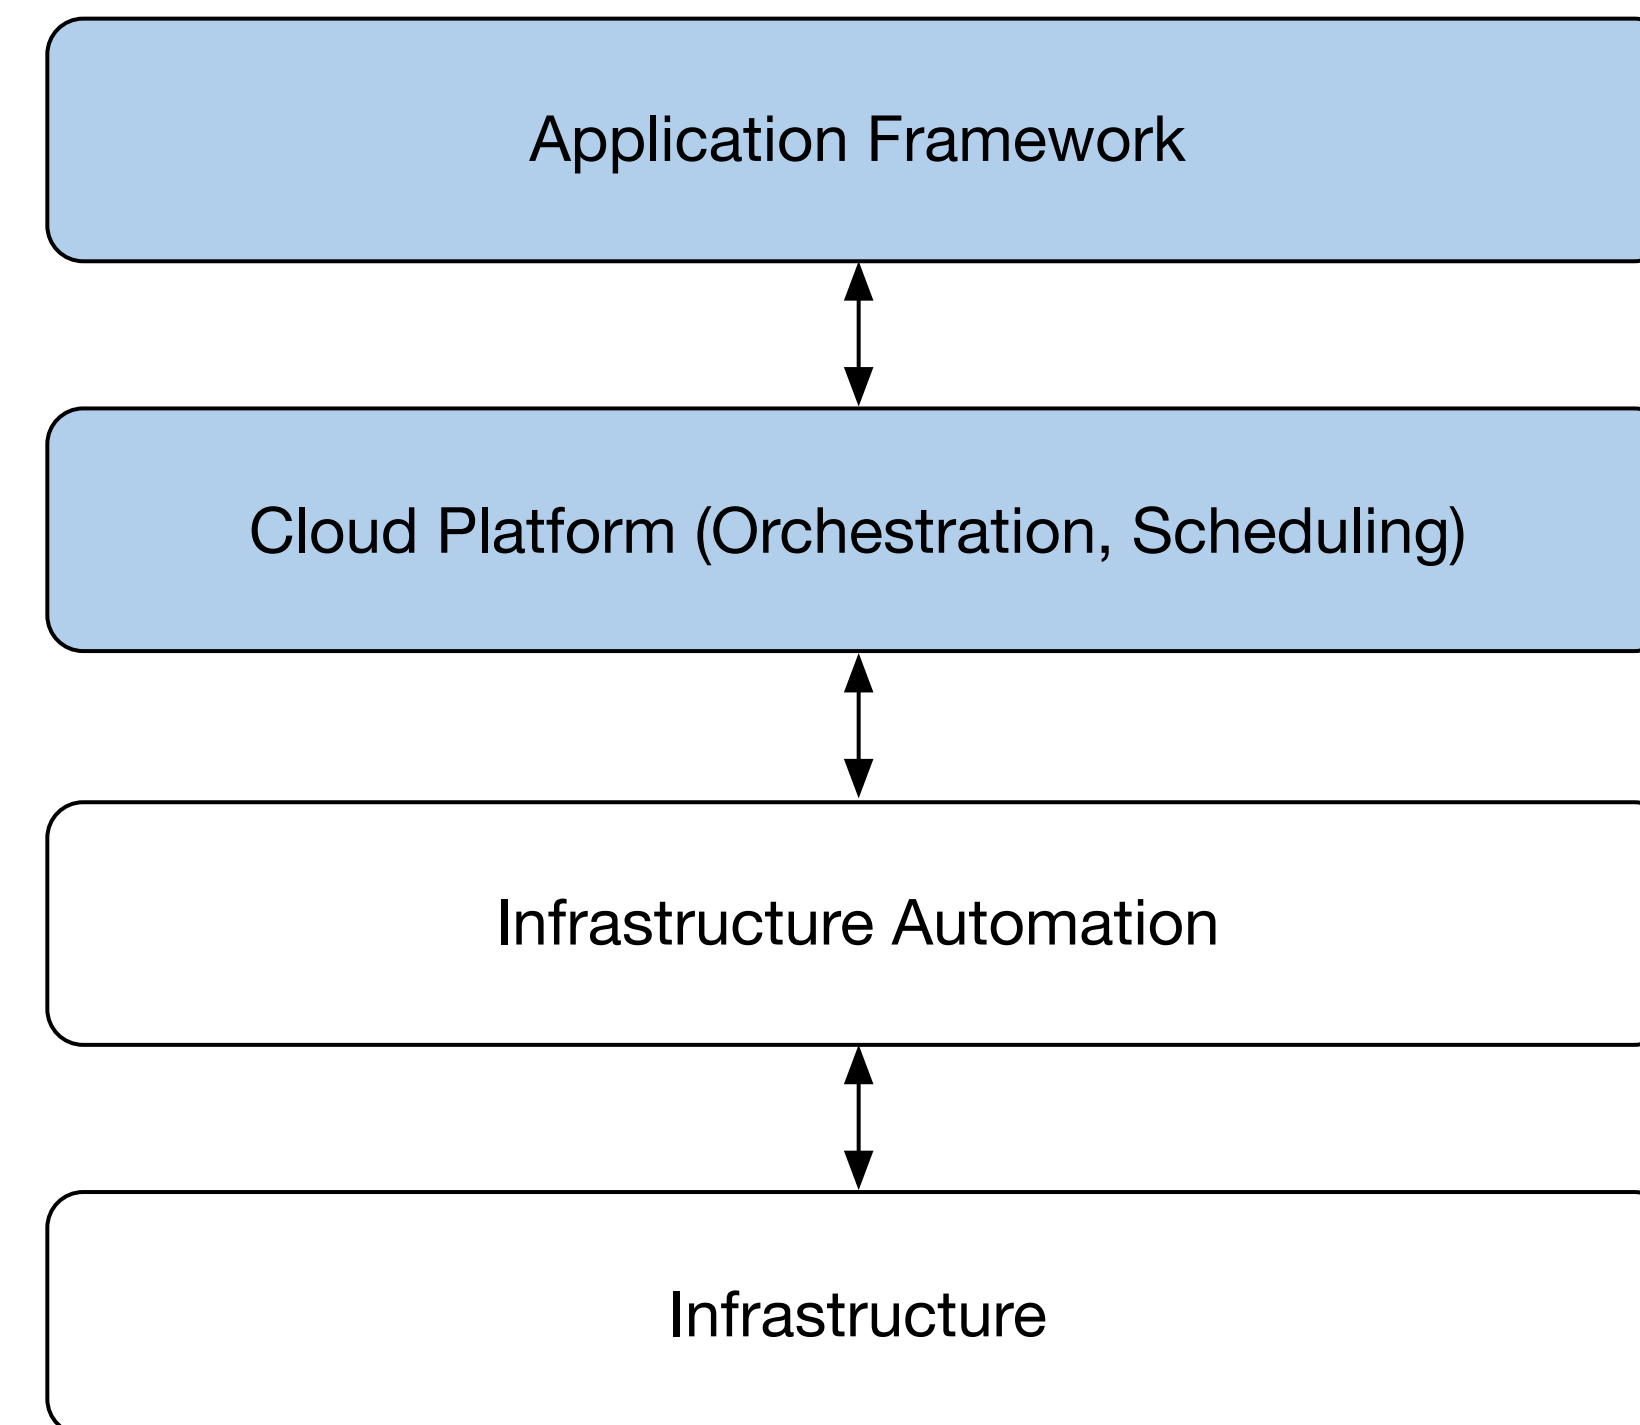 Application Framework
Cloud Platform (Orchestration, Scheduling)
Infrastructure Automation
Infrastructure